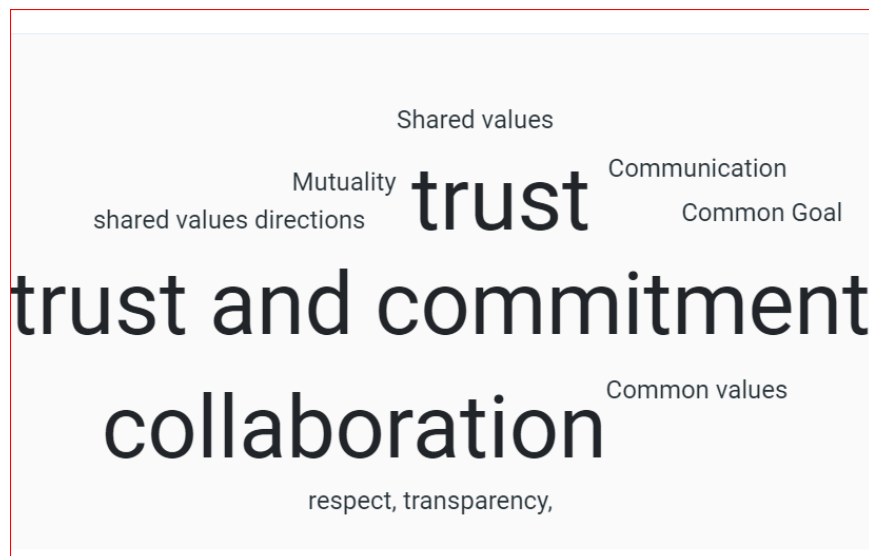 Shared values
Communication
Mutuality
trust
Common Goal
shared values directions
trust and commitment
Common values
collaboration
respect, transparency,